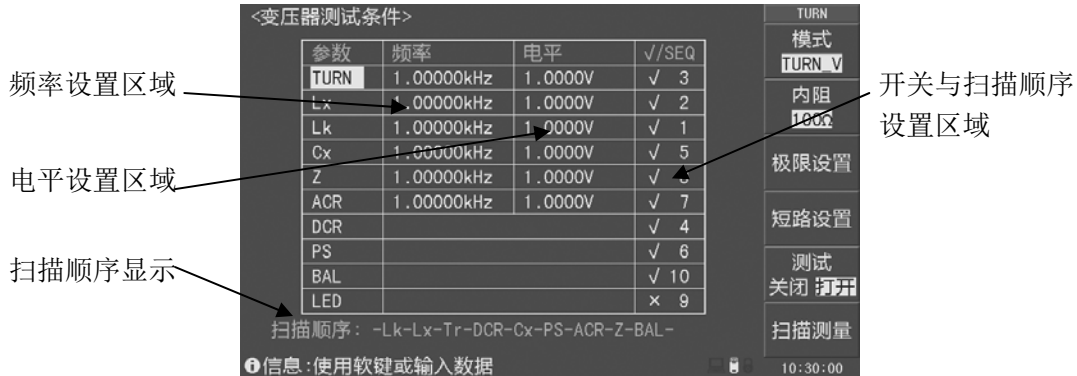 <变压器测试条件>
参数 频率 电平 √/SEQ
TURN 1.00000kHz 1.0000V √ 3
Lx 1.00000kHz 1.0000V √ 2
Lk 1.00000kHz 1.0000V √ 1
Cx 1.00000kHz 1.0000V √ 5
Z 1.00000kHz 1.0000V √
ACR 1.00000kHz 1.0000V √ 7
DCR √ 4
PS √ 6
BAL √ 10
LED × 9
扫描顺序: -Lk-Lx-Tr-DCR-Cx-PS-ACR-Z-BAL-
信息:使用软键或输入数据
TURN
模式
TURN_V
内阻
100Ω
极限设置
短路设置
测试
关闭 打开
扫描测量
10:30:00
频率设置区域
电平设置区域
扫描顺序显示
开关与扫描顺序
设置区域